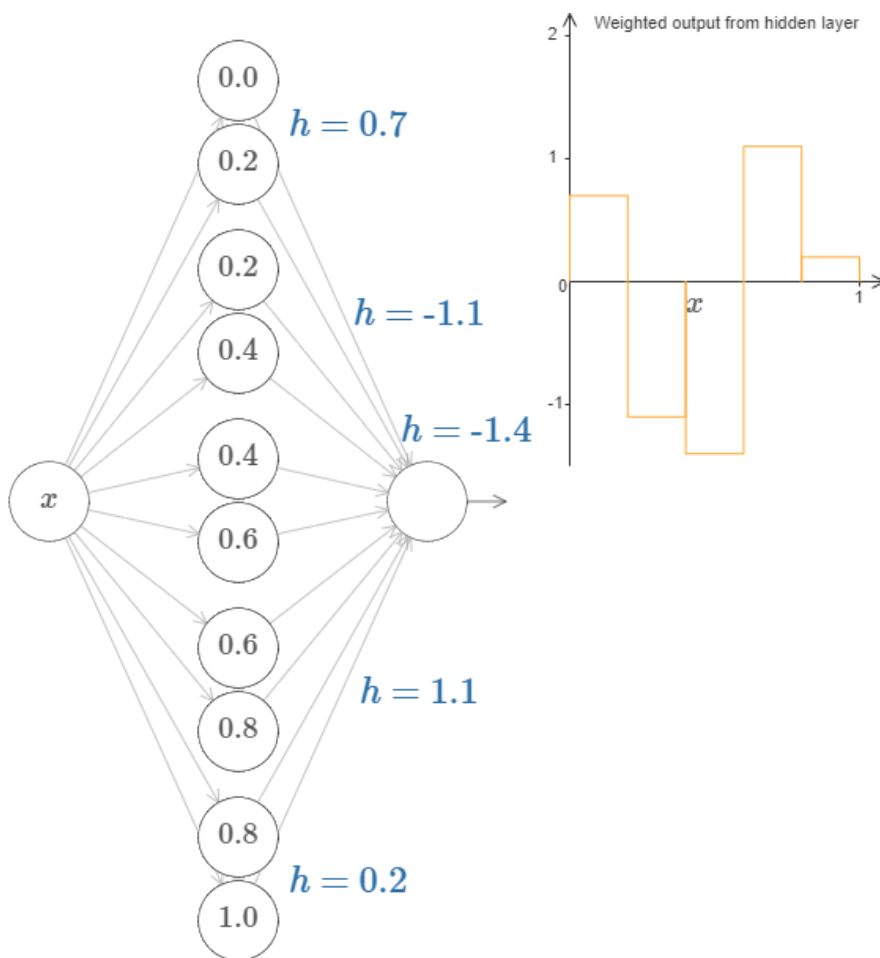 0.0
h = 0.7
0.2
0.2
h = -1.1
0.4
h = -1.4
0.4
x
0.6
0.6
h = 1.1
0.8
0.8
h = 0.2
1.0
Weighted output from hidden layer
2
1
0
x
1
-1